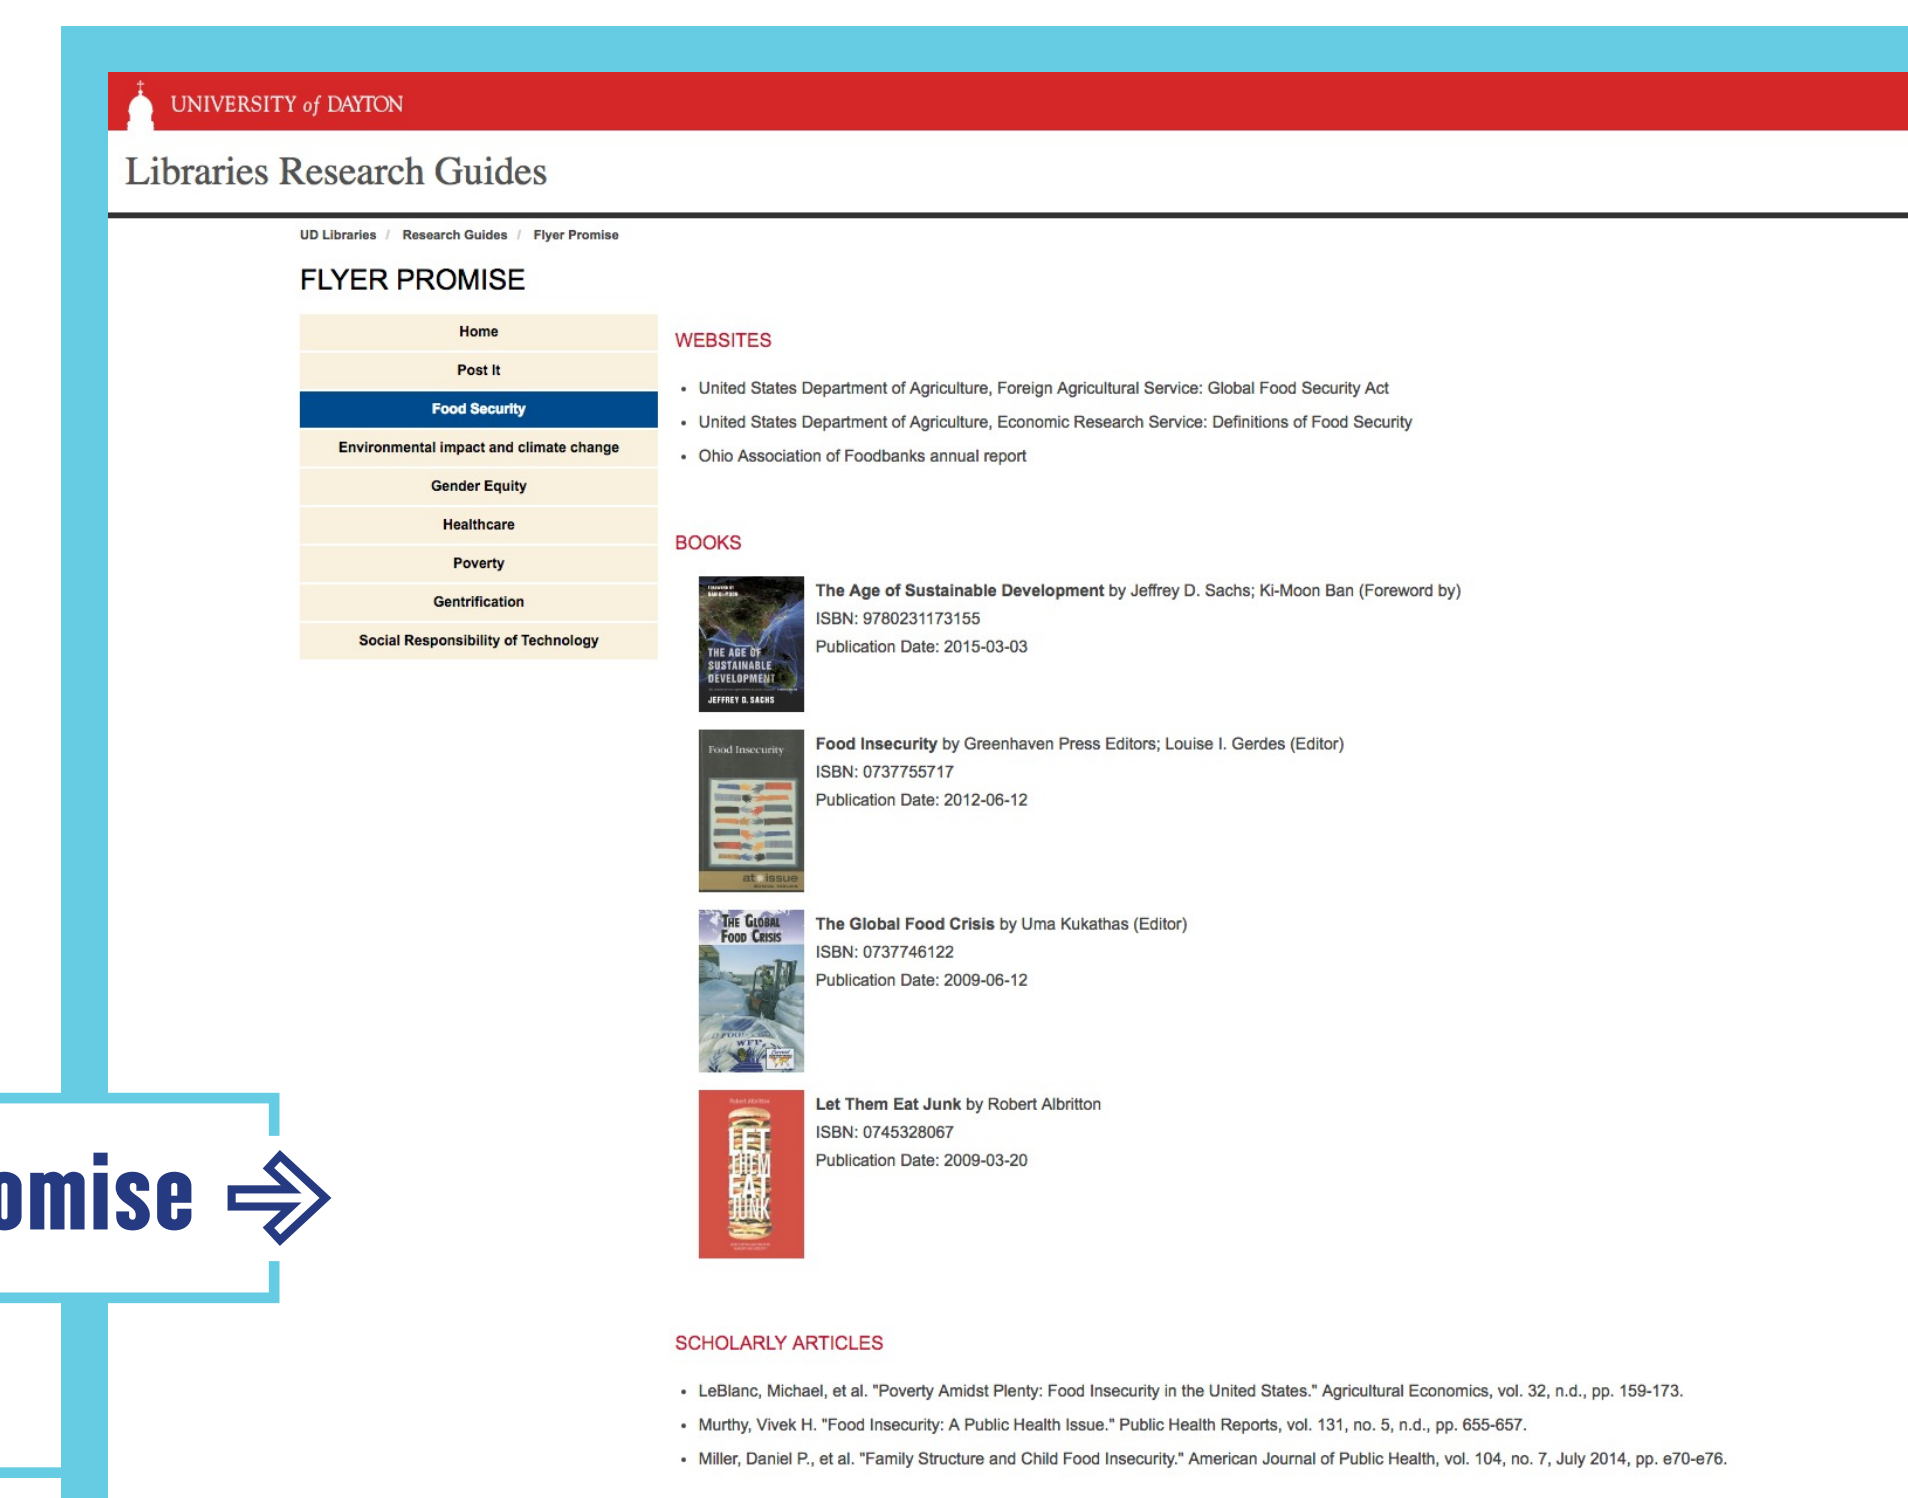 UNIVERSITY of DAYTON
Libraries Research Guides
UD Libraries / Research Guides / Flyer Promise
FLYER PROMISE
Home
Post It
Food Security
Environmental impact and climate change
Gender Equity
Healthcare
Poverty
Gentrification
Social Responsibility of Technology
WEBSITES
• United States Department of Agriculture, Foreign Agricultural Service: Global Food Security Act
• United States Department of Agriculture, Economic Research Service: Definitions of Food Security
• Ohio Association of Foodbanks annual report
BOOKS
THE AGE OF
SUSTAINABLE
DEVELOPMENT
JEFFREY D. SACHS
The Age of Sustainable Development by Jeffrey D. Sachs; Ki-Moon Ban (Foreword by)
ISBN: 9780231173155
Publication Date: 2015-03-03
Food Insecurity
at issue
Food Insecurity by Greenhaven Press Editors; Louise I. Gerdes (Editor)
ISBN: 0737755717
Publication Date: 2012-06-12
THE GLOBAL
FOOD CRISIS
WFP
The Global Food Crisis by Uma Kukathas (Editor)
ISBN: 0737746122
Publication Date: 2009-06-12
Robert Albritton
LET
THEM
EAT
JUNK
Let Them Eat Junk by Robert Albritton
ISBN: 0745328067
Publication Date: 2009-03-20
omise
SCHOLARLY ARTICLES
• LeBlanc, Michael, et al. "Poverty Amidst Plenty: Food Insecurity in the United States." Agricultural Economics, vol. 32, n.d., pp. 159-173.
• Murthy, Vivek H. "Food Insecurity: A Public Health Issue." Public Health Reports, vol. 131, no. 5, n.d., pp. 655-657.
• Miller, Daniel P., et al. "Family Structure and Child Food Insecurity." American Journal of Public Health, vol. 104, no. 7, July 2014, pp. e70-e76.